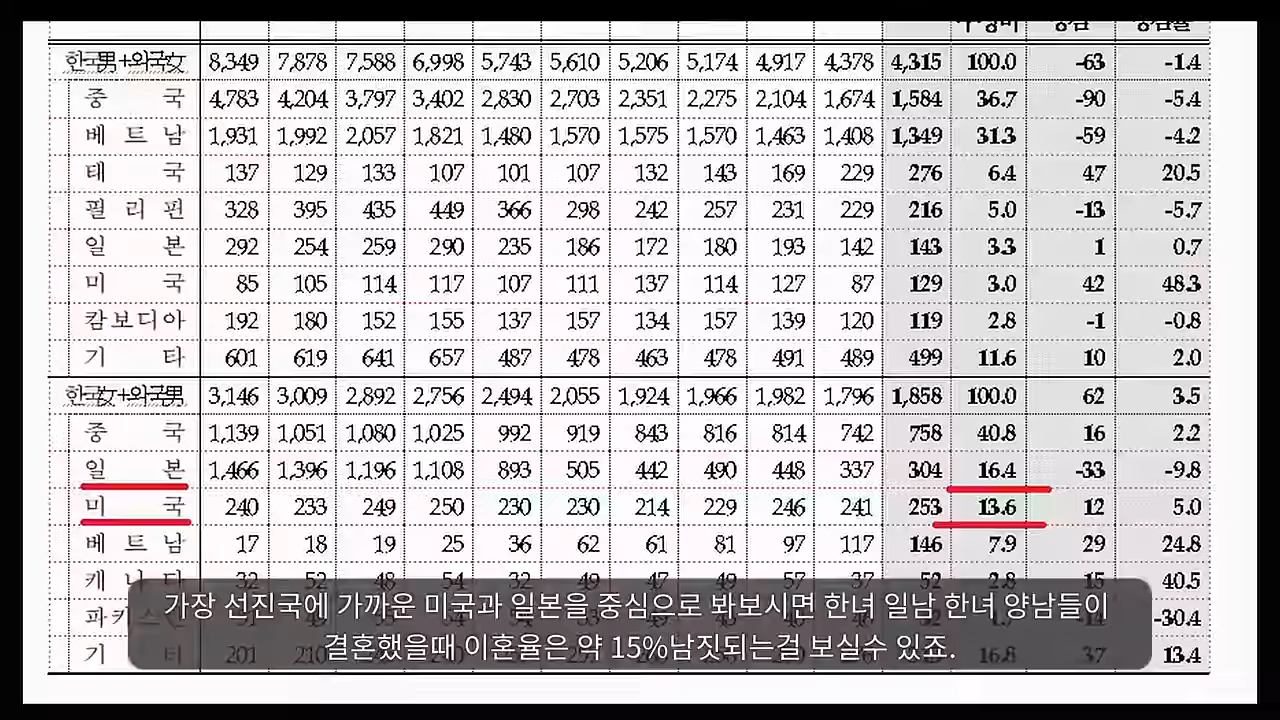 한국男+외국女 8,349 7,878 7,588 6,998 5,743 5,610 5,206 5,174 4,917 4,378 4,315 100.0 -63 -1.4
중 국 4,783 4,204 3,797 3,402 2,830 2,703 2,351 2,275 2,104 1,674 1,584 36.7 -90 -5.4
베 트 남 1,931 1,992 2,057 1,821 1,480 1,570 1,575 1,570 1,463 1,408 1,349 31.3 -59 -4.2
태 국 137 129 133 107 101 107 132 143 169 229 276 6.4 47 20.5
필 리 핀 328 395 435 449 366 298 242 257 231 229 216 5.0 -13 -5.7
일 본 292 254 259 290 235 186 172 180 193 142 143 3.3 1 0.7
미 국 85 105 114 117 107 111 137 114 127 87 129 3.0 42 48.3
캄보디아 192 180 152 155 137 157 134 157 139 120 119 2.8 -1 -0.8
기 타 601 619 641 657 487 478 463 478 491 489 499 11.6 10 2.0
한국女+외국男 3,146 3,009 2,892 2,756 2,494 2,055 1,924 1,966 1,982 1,796 1,858 100.0 62 3.5
중 국 1,139 1,051 1,080 1,025 992 919 843 816 814 742 758 40.8 16 2.2
일 본 1,466 1,396 1,196 1,108 893 505 442 490 448 337 304 16.4 -33 -9.8
미 국 240 233 249 250 230 230 214 229 246 241 253 13.6 12 5.0
베 트 남 17 18 19 25 36 62 61 81 97 117 146 7.9 29 24.8
캐 나 다 32 52 48 54 32 49 47 49 57 37 52 2.8 15 40.5
-30.4
기 타 201 210 16.8 37 13.4
가장 선진국에 가까운 미국과 일본을 중심으로 봐보시면 한녀 일남 한녀 양남들이
결혼했을때 이혼율은 약 15%남짓되는걸 보실수 있죠.